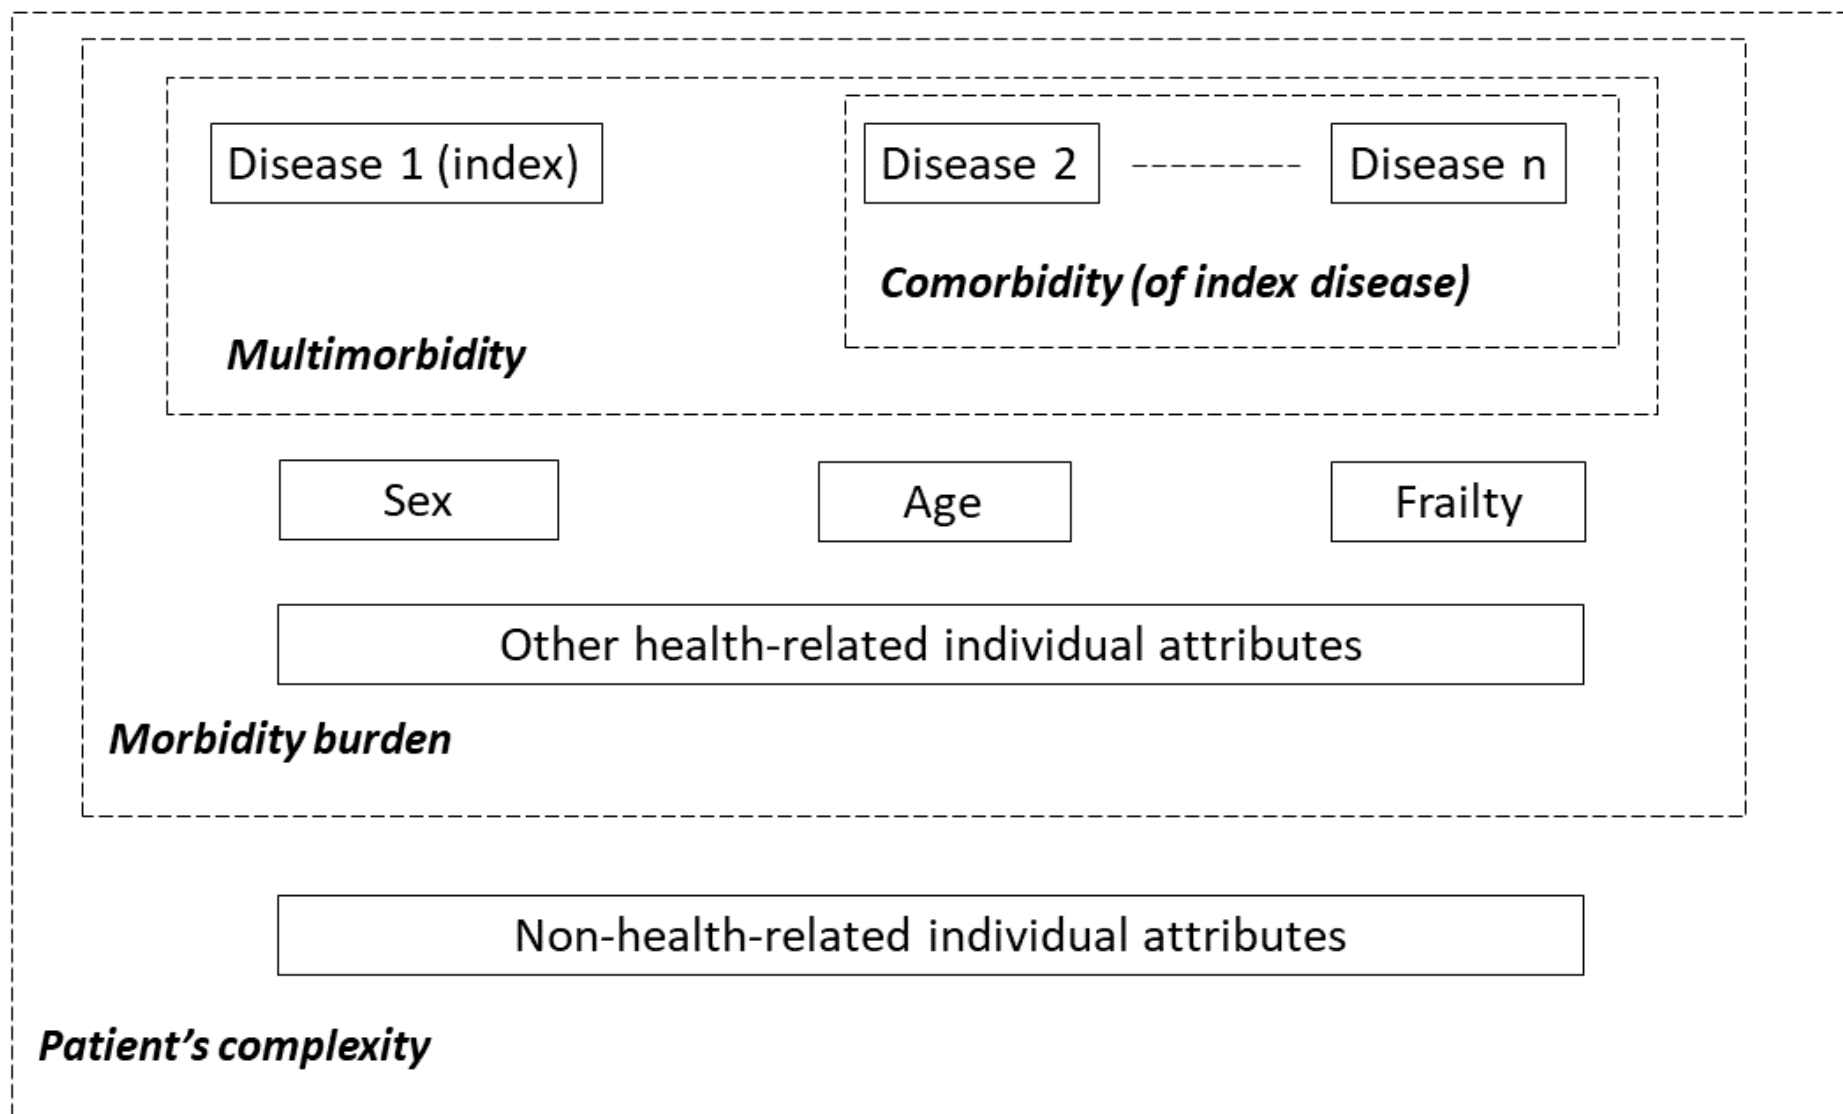 Disease 1 (index)
Disease 2
Disease n
Comorbidity (of index disease)
Multimorbidity
Sex
Age
Frailty
Other health-related individual attributes
Morbidity burden
Non-health-related individual attributes
Patient’s complexity